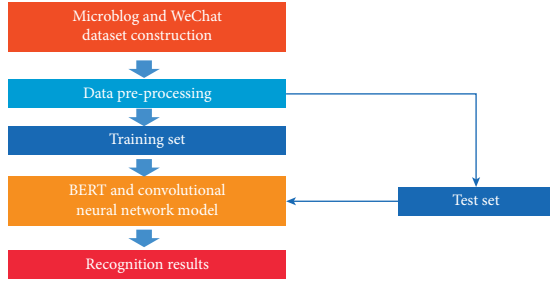 Microblog and WeChat
dataset construction
Data pre-processing
Training set
BERT and convolutional
neural network model
Test set
Recognition results